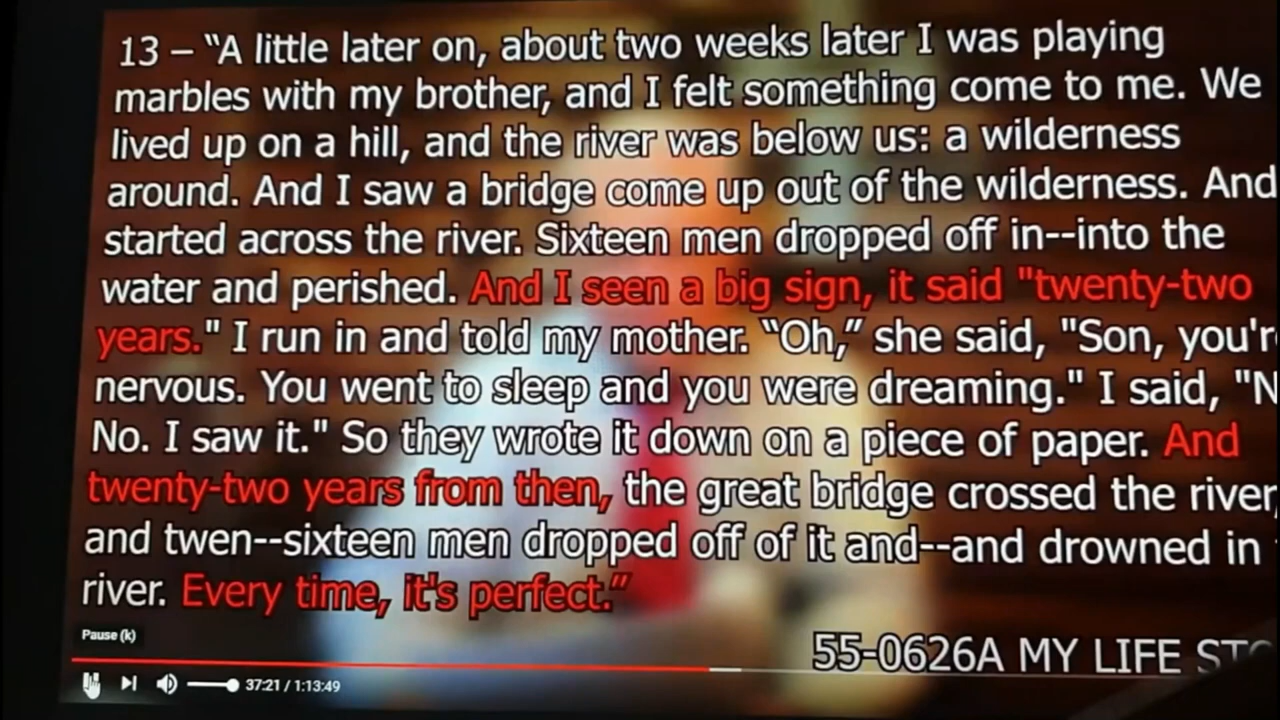 13 – “A little later on, about two weeks later I was playing
marbles with my brother, and I felt something come to me. We
lived up on a hill, and the river was below us: a wilderness
around. And I saw a bridge come up out of the wilderness. And
started across the river. Sixteen men dropped off in--into the
water and perished. And I seen a big sign, it said "twenty-two
years." I run in and told my mother. “Oh,” she said, "Son,
nervous. You went to sleep and you were dreaming." I said,
No. I saw it." So they wrote it down on a piece of paper. And
twenty-two years from then, the great bridge crossed the river,
and twen--sixteen men dropped off of it and--and drowned in
river. Every time, it's perfect.”
Pause (k)
55-0626A MY LIFE
37:21 / 1:13:49